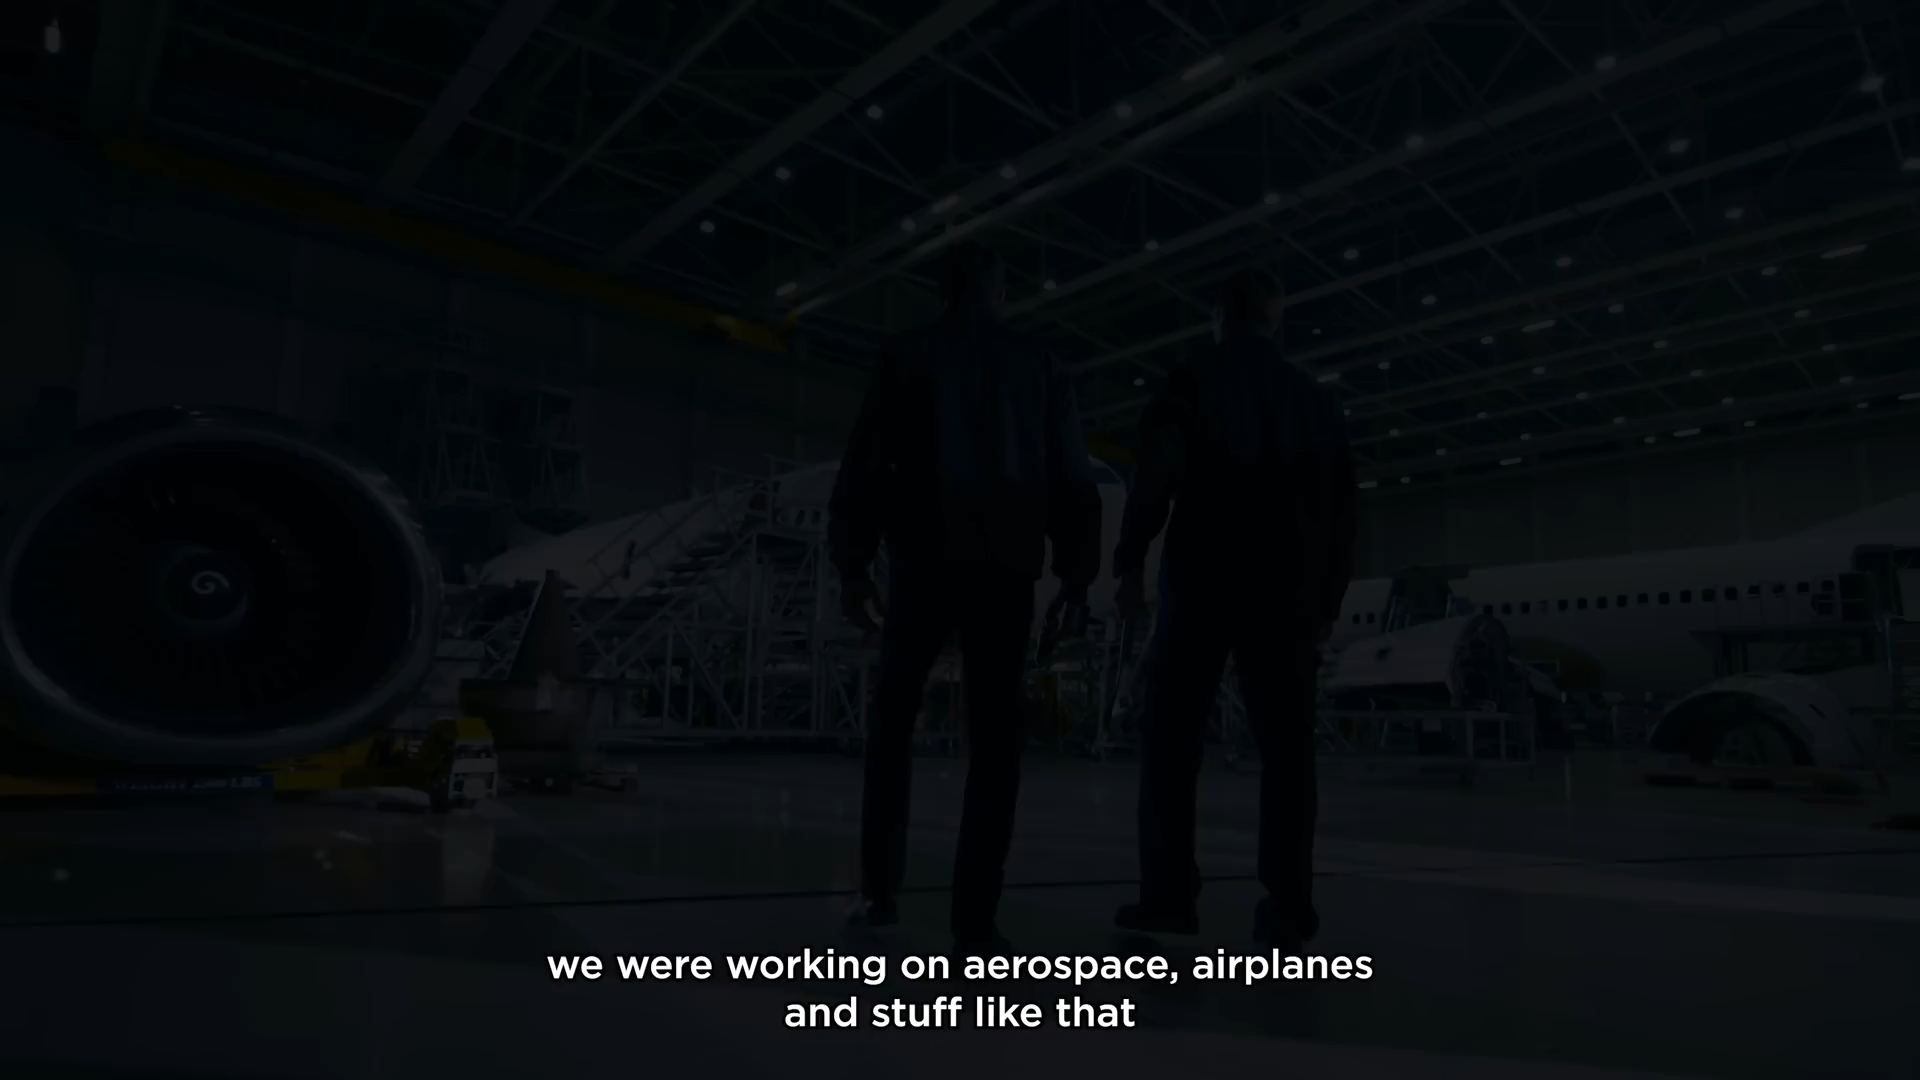 we were working on aerospace, airplanes
and stuff like that